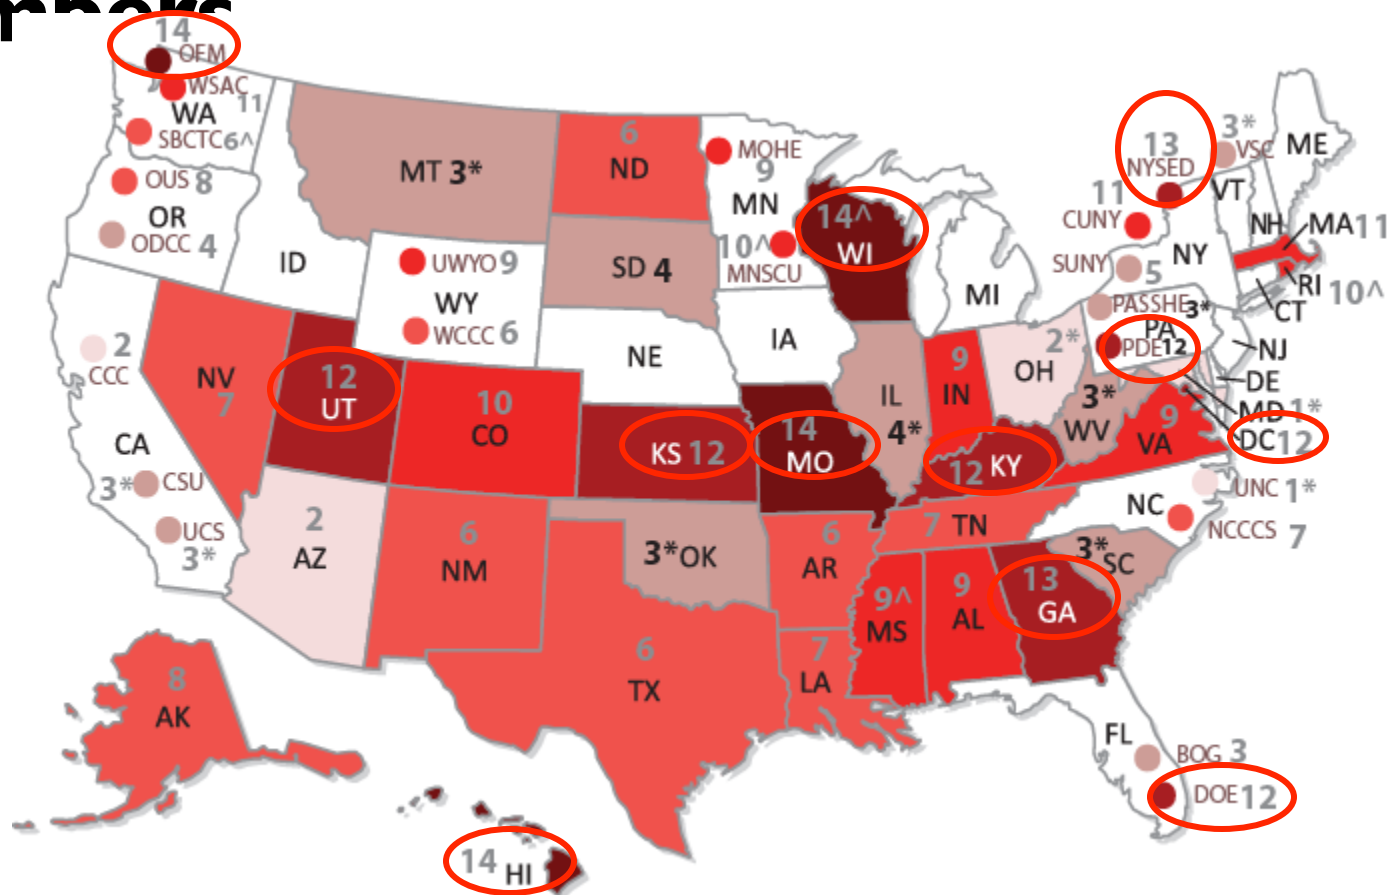 mbers
14
OFM
WSAC 11
WA
SBCTC 6^
OUS 8
OR
ODCC 4
ID
MT 3*
6
ND
SD 4
UWYO 9
WY
WCCC 6
MOHE
9
MN
10^
MNSCU
14^
WI
MI
13
NYSED
11
CUNY
SUNY 5
NY
3*
VSC
VT
ME
NH
MA 11
RI 10^
CT
PASSHE 3*
PA
PDE 12
NJ
DE
MD 1*
DC 12
2
CCC
CA
3* CSU
UCS
3*
NV
7
12
UT
10
CO
NE
KS 12
IA
14
MO
IL
4*
9
IN
2*
OH
12 KY
3*
WV
9
VA
UNC 1*
NC
NCCCS 7
2
AZ
6
NM
3* OK
6
AR
7 TN
3*
SC
9^
MS
9
AL
13
GA
6
TX
7
LA
FL
BOG 3
DOE 12
8
AK
14 HI